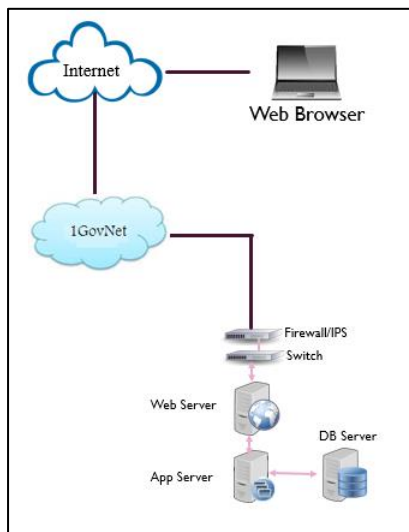 Internet
Web Browser
1GovNet
Firewall/IPS
Switch
Web Server
DB Server
App Server